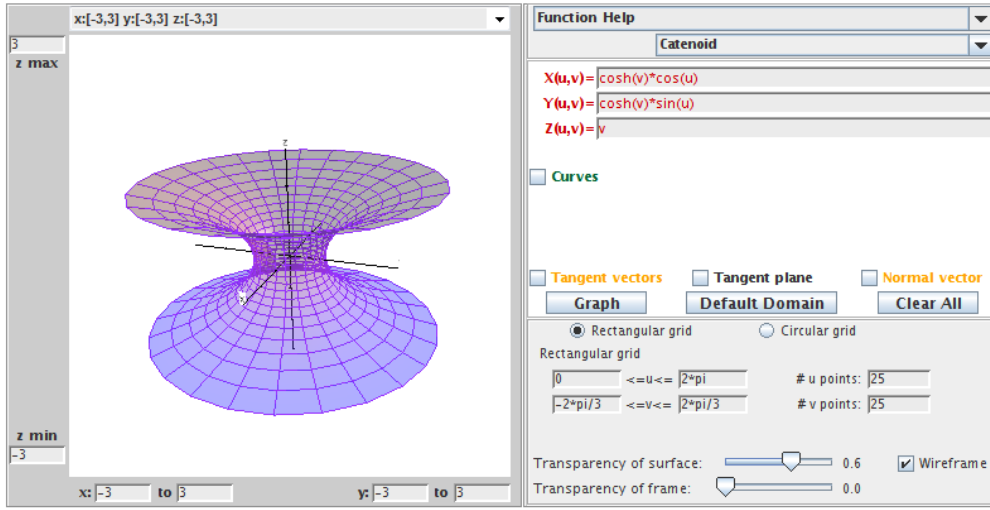 x:[-3,3] y:[-3,3] z:[-3,3]
3
z max
z
x
z min
-3
x: -3 to 3 y: -3 to 3
Function Help
Catenoid
X(u,v)= cosh(v)*cos(u)
Y(u,v)= cosh(v)*sin(u)
Z(u,v)= v
Curves
Tangent vectors Tangent plane Normal vector
Graph Default Domain Clear All
Rectangular grid Circular grid
Rectangular grid
0 <=u<= 2*pi # u points: 25
-2*pi/3 <=v<= 2*pi/3 # v points: 25
Transparency of surface: 0.6 Wireframe
Transparency of frame: 0.0